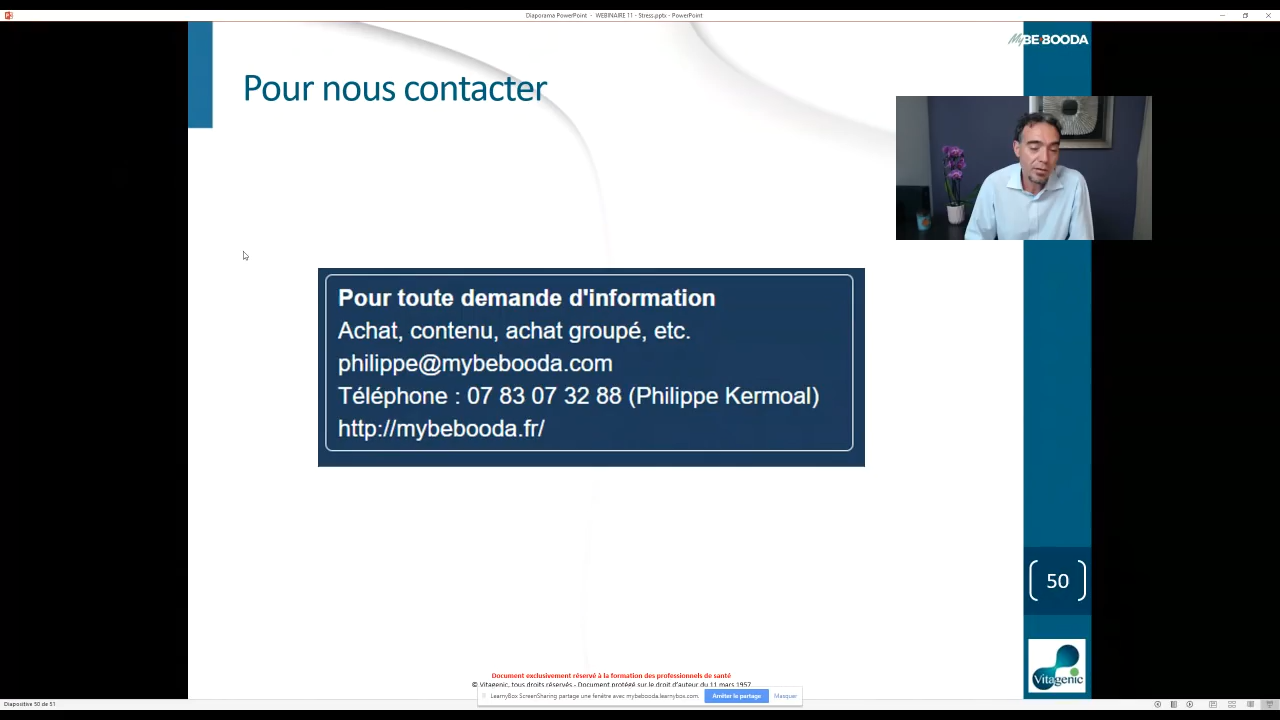 Diaporama PowerPoint - WEBINAIRE 11 - Stress.pptx - PowerPoint
MyBE•BOODA
Pour nous contacter
Pour toute demande d'information
Achat, contenu, achat groupé, etc.
philippe@mybebooda.com
Téléphone : 07 83 07 32 88 (Philippe Kermoal)
http://mybebooda.fr/
50
Vitagenic
Document exclusivement réservé à la formation des professionnels de santé
© Vitagenic, tous droits réservés - Document protégé sur le droit d'auteur du 11 mars 1957
LearnyBox ScreenSharing partage une fenêtre avec mybebooda.learnybox.com.
Arrêter le partage
Masquer
Diapositive 50 de 51